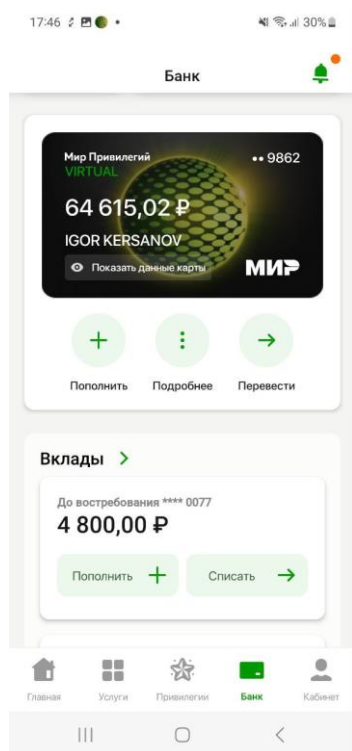 17:46
30%
Банк
Мир Привилегий
VIRTUAL
•• 9862
64 615,02 ₽
IGOR KERSANOV
Показать данные карты
МИР
Пополнить
Подробнее
Перевести
Вклады
До востребования **** 0077
4 800,00 ₽
Пополнить
Списать
Главная
Услуги
Привилегии
Банк
Кабинет